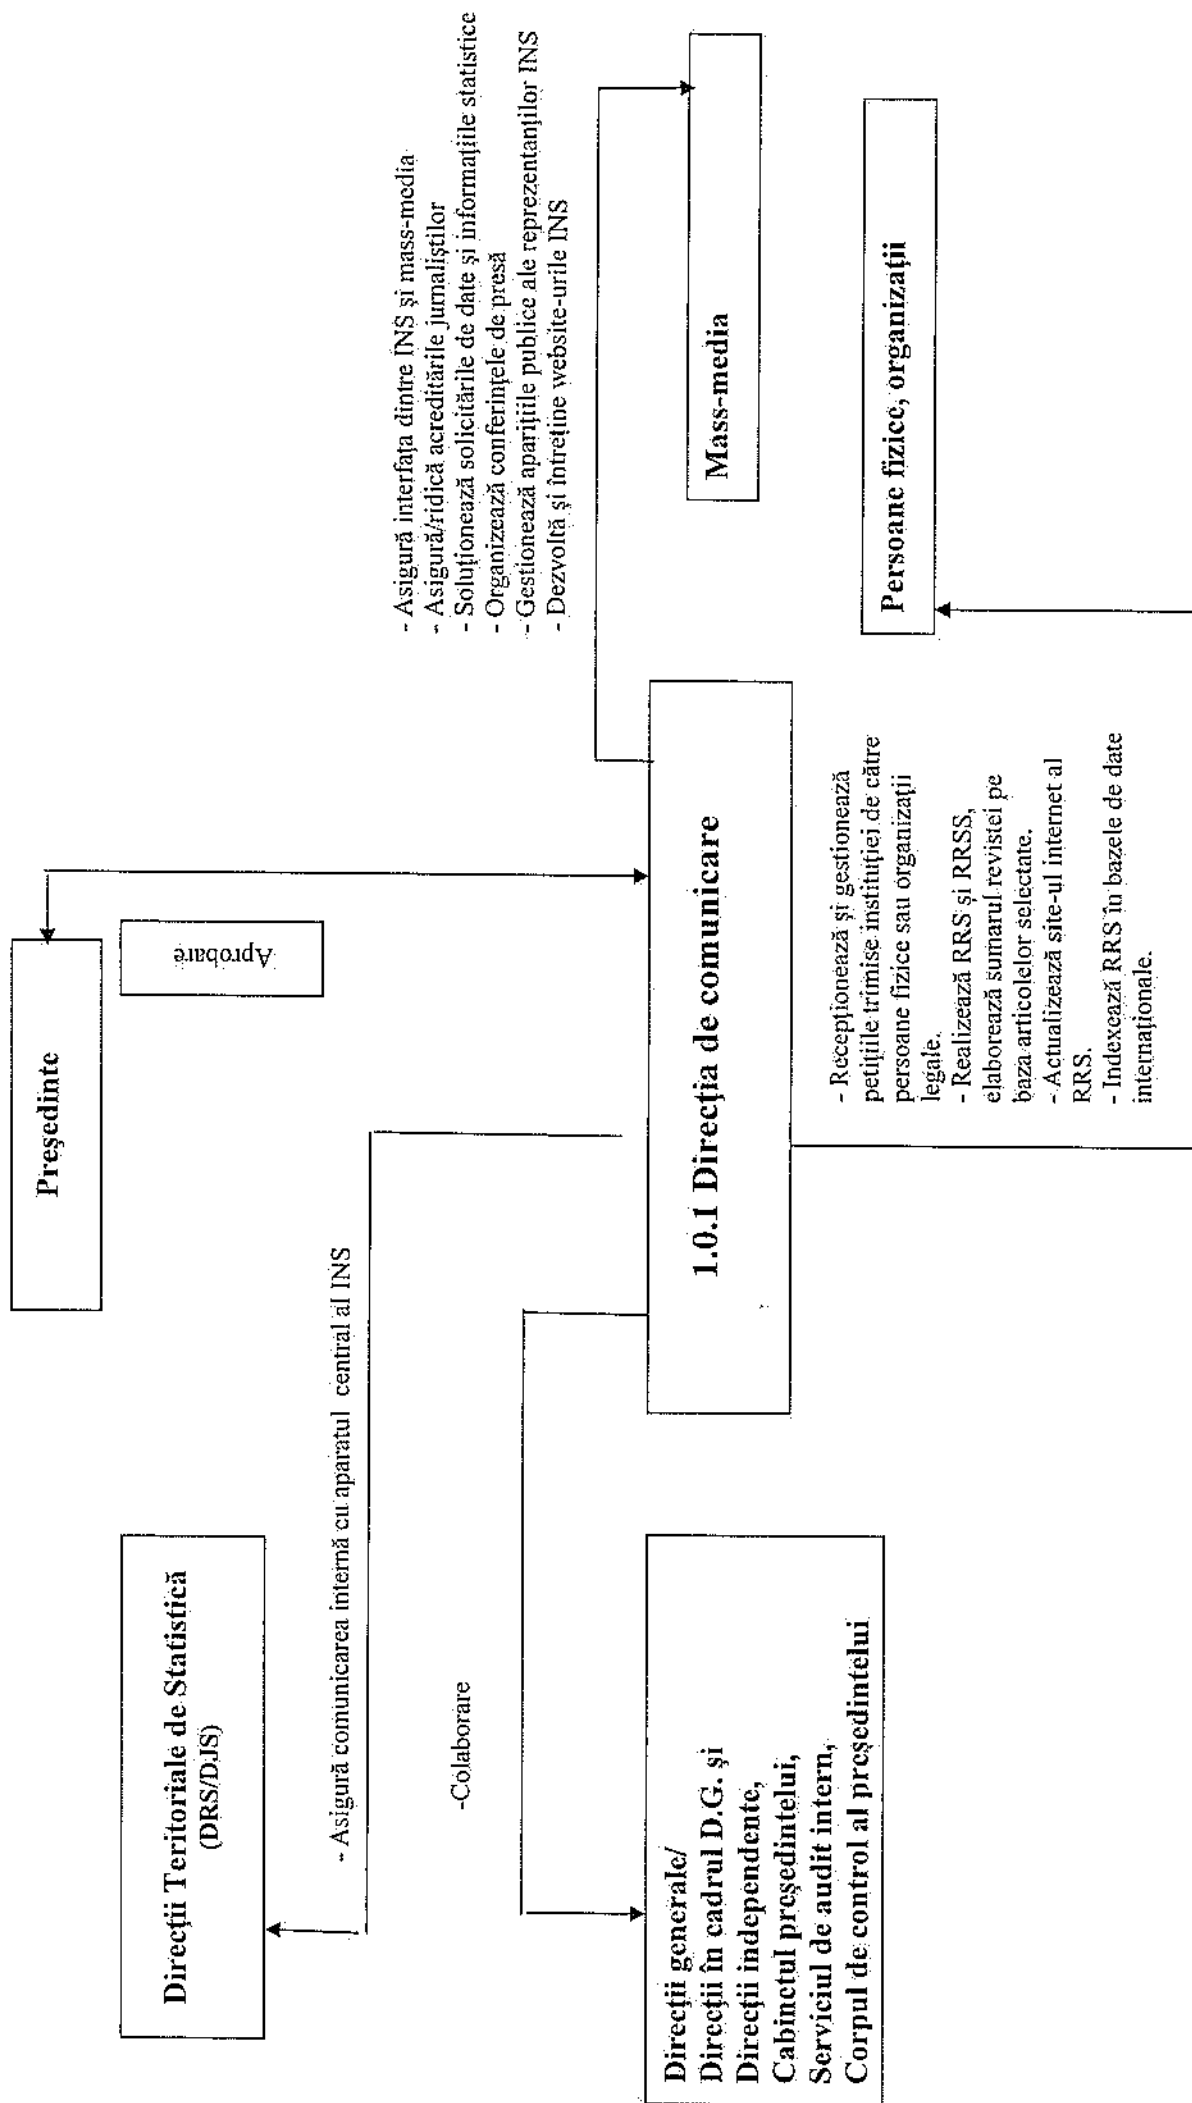 Președinte
Aprobare
Direcții Teritoriale de Statistică
(DRS/DJS)
- Asigură comunicarea internă cu aparatul central al INS
- Asigură interfața dintre INS și mass-media
- Asigură/ridică acreditările jurnaliștilor
- Soluționează solicitările de date și informațiile statistice
- Organizează conferințele de presă
- Gestionează aparițiile publice ale reprezentanților INS
- Dezvoltă și întreține website-urile INS
-Colaborare
Direcții generale/
Direcții în cadrul D.G. și
Direcții independente,
Cabinetul președintelui,
Serviciul de audit intern,
Corpul de control al președintelui
1.0.1 Direcția de comunicare
Mass-media
- Recepționează și gestionează
petițiile trimise instituției de către
persoane fizice sau organizații
legale.
- Realizează RRS și RRSS,
elaborează sumarul revistei pe
baza articolelor selectate.
- Actualizează site-ul internet al
RRS.
- Indexează RRS în bazele de date
internaționale.
Persoane fizice, organizații